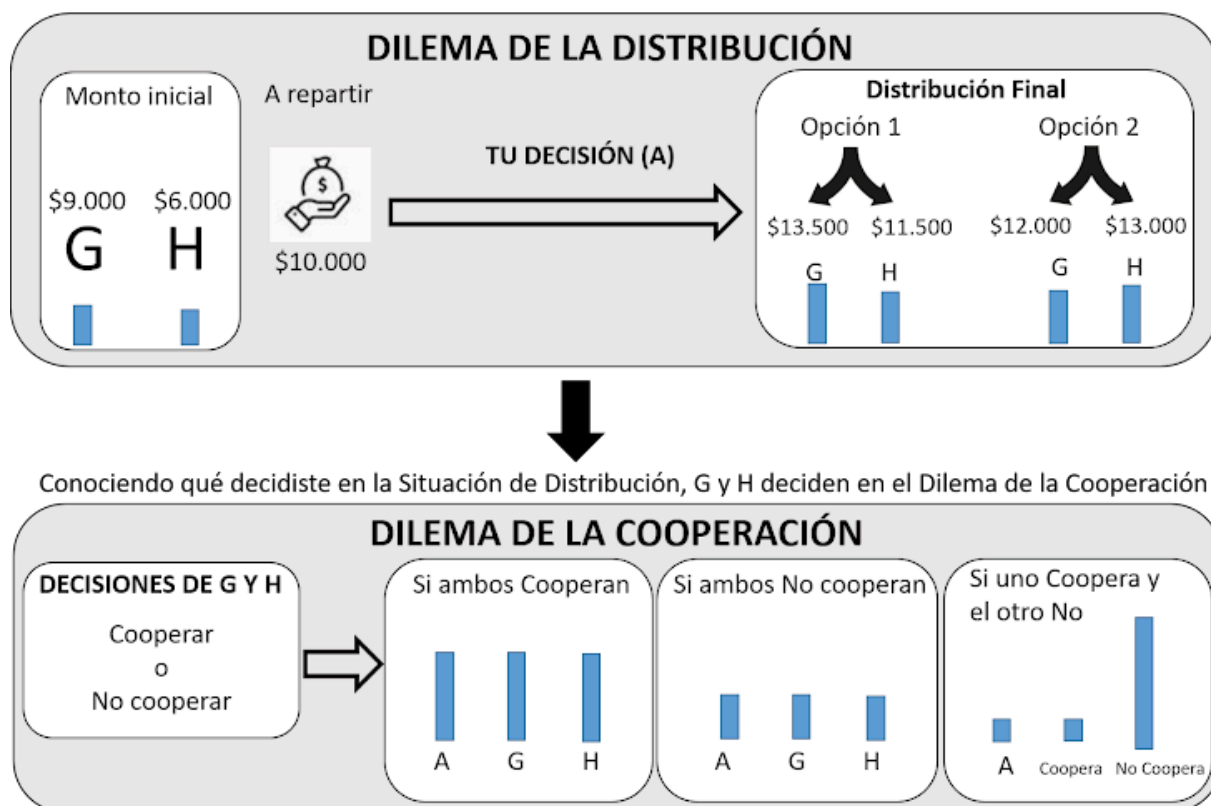 DILEMA DE LA DISTRIBUCIÓN
Monto inicial
$9.000 $6.000
G H
A repartir
$
$10.000
TU DECISIÓN (A)
Distribución Final
Opción 1 Opción 2
$13.500 $11.500 $12.000 $13.000
G H G H
Conociendo qué decidiste en la Situación de Distribución, G y H deciden en el Dilema de la Cooperación
DILEMA DE LA COOPERACIÓN
DECISIONES DE G Y H
Cooperar
o
No cooperar
Si ambos Cooperan
A G H
Si ambos No cooperan
A G H
Si uno Coopera y
el otro No
A Coopera No Coopera